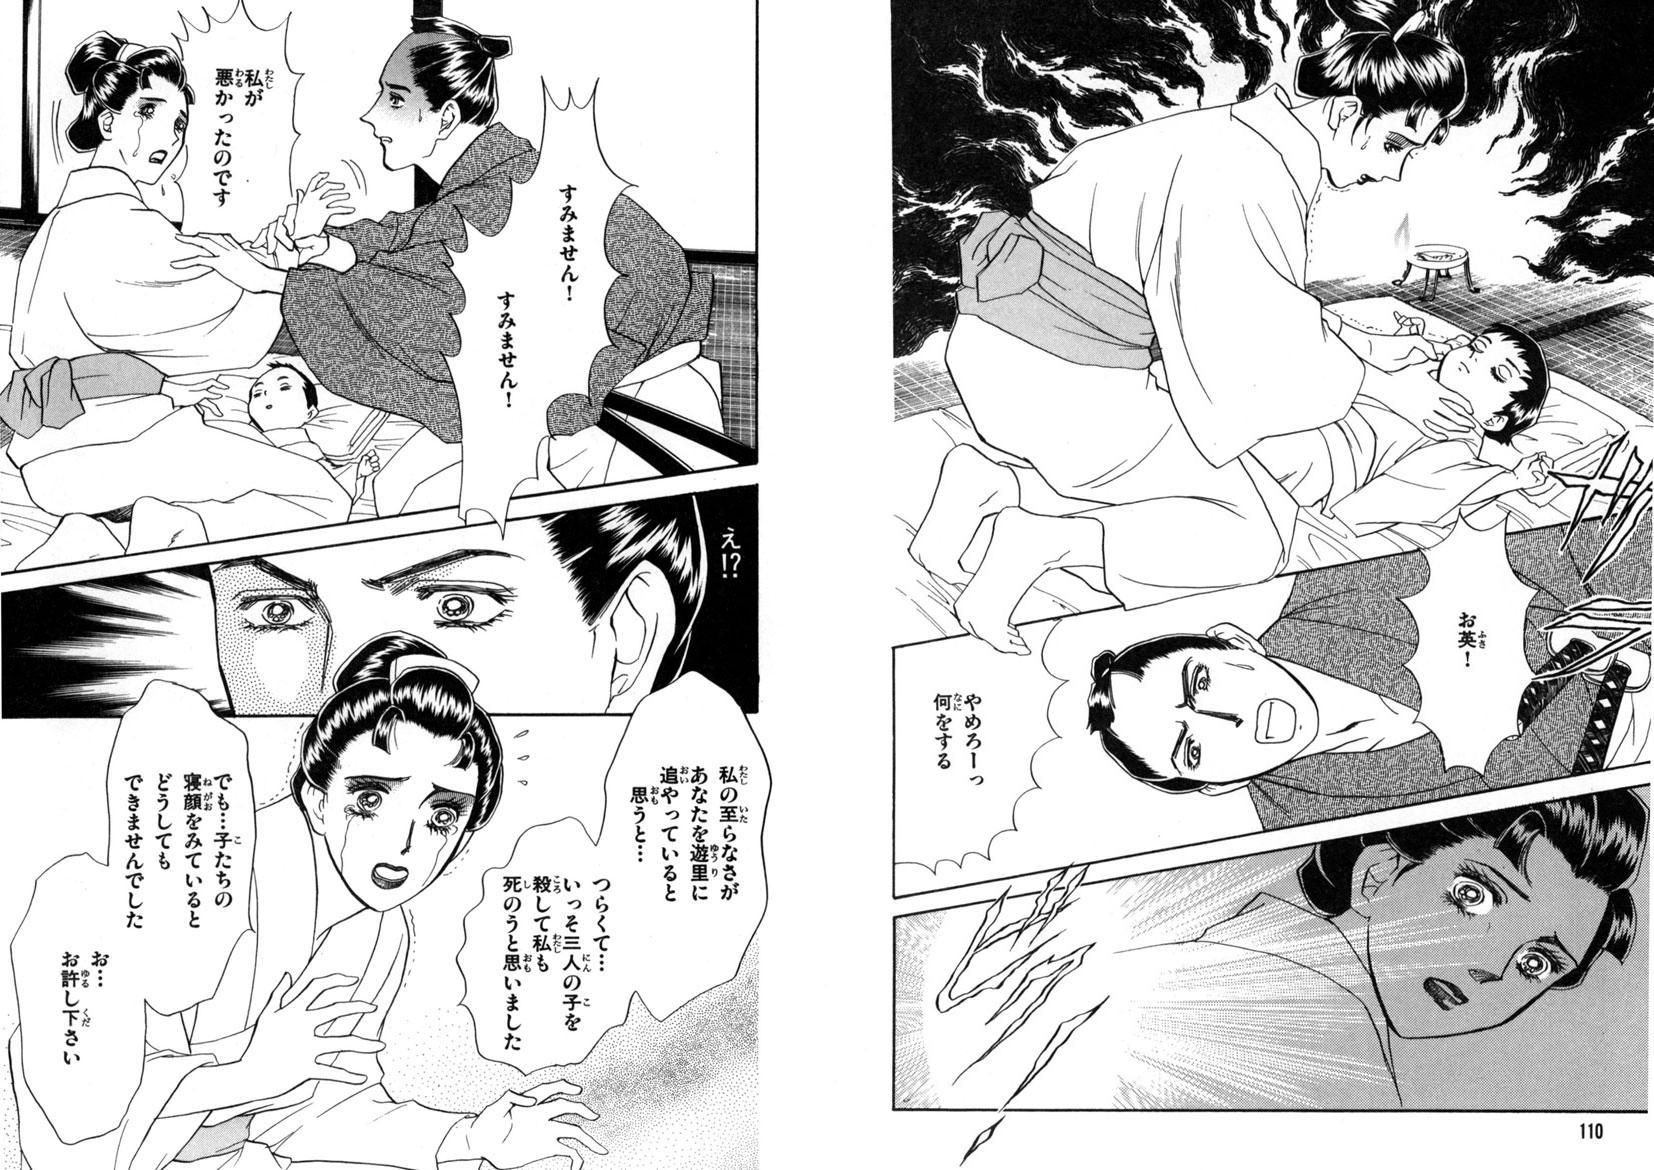 お英！
やめろーっ
何をする
110
すみません！
すみません！
私が
悪かったのです
え!?
私の至らなさが
あなたを遊里に
追やっていると
思うと…
つらくて…
いっそ三人の子を
殺して私も
死のうと思いました
でも…子たちの
寝顔をみていると
どうしても
できませんでした
お…
お許し下さい